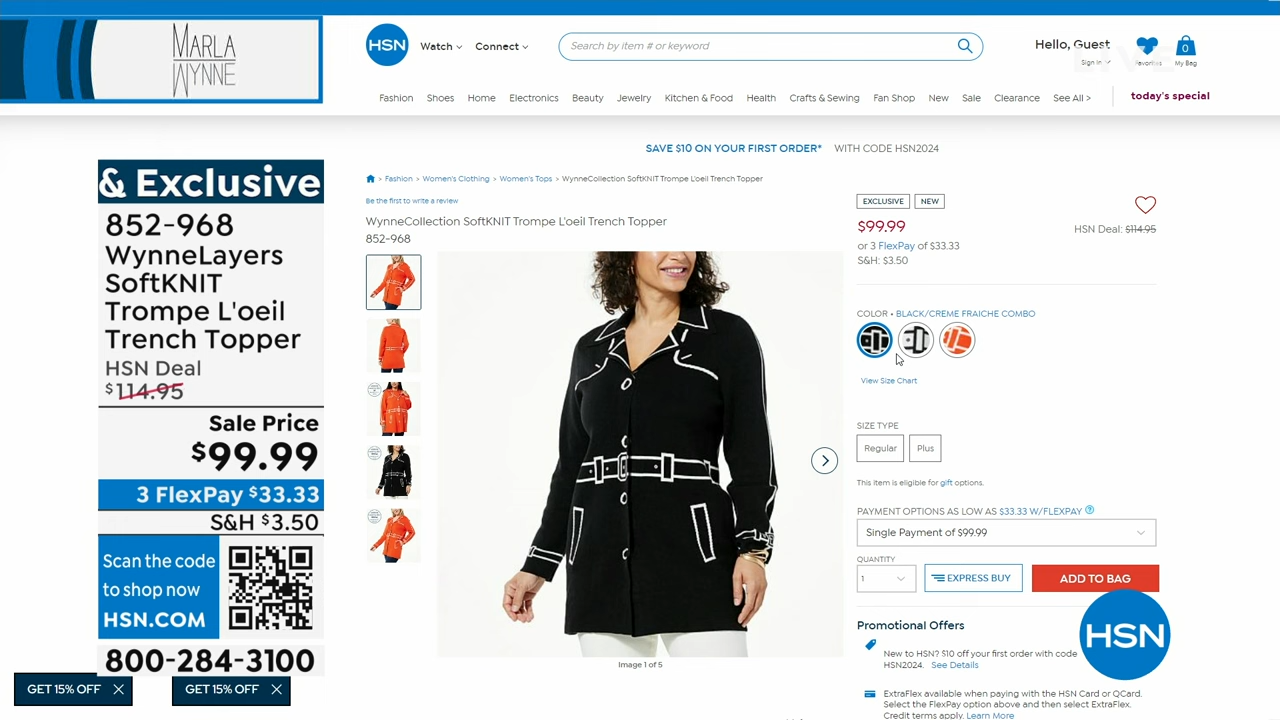 MARLA
WYNNE
HSN
Watch
Connect
Search by item # or keyword
Hello, Guest
Sign In
Favorites
0
My Bag
Fashion
Shoes
Home
Electronics
Beauty
Jewelry
Kitchen & Food
Health
Crafts & Sewing
Fan Shop
New
Sale
Clearance
See All >
today's special
SAVE $10 ON YOUR FIRST ORDER* WITH CODE HSN2024
& Exclusive
852-968
WynneLayers
SoftKNIT
Trompe L'oeil
Trench Topper
HSN Deal
$114.95
Sale Price
$99.99
3 FlexPay $33.33
S&H $3.50
Scan the code
to shop now
HSN.COM
800-284-3100
GET 15% OFF
GET 15% OFF
> Fashion > Women's Clothing > Women's Tops > WynneCollection SoftKNIT Trompe L'oeil Trench Topper
Be the first to write a review
WynneCollection SoftKNIT Trompe L'oeil Trench Topper
852-968
Image 1 of 5
EXCLUSIVE
NEW
$99.99
HSN Deal: $114.95
or 3 FlexPay of $33.33
S&H: $3.50
COLOR • BLACK/CREME FRAICHE COMBO
View Size Chart
SIZE TYPE
Regular
Plus
This item is eligible for gift options.
PAYMENT OPTIONS AS LOW AS $33.33 W/FLEXPAY
Single Payment of $99.99
QUANTITY
1
EXPRESS BUY
ADD TO BAG
Promotional Offers
New to HSN? $10 off your first order with code
HSN2024. See Details
HSN
ExtraFlex available when paying with the HSN Card or QCard.
Select the FlexPay option above and then select ExtraFlex.
Credit terms apply. Learn More